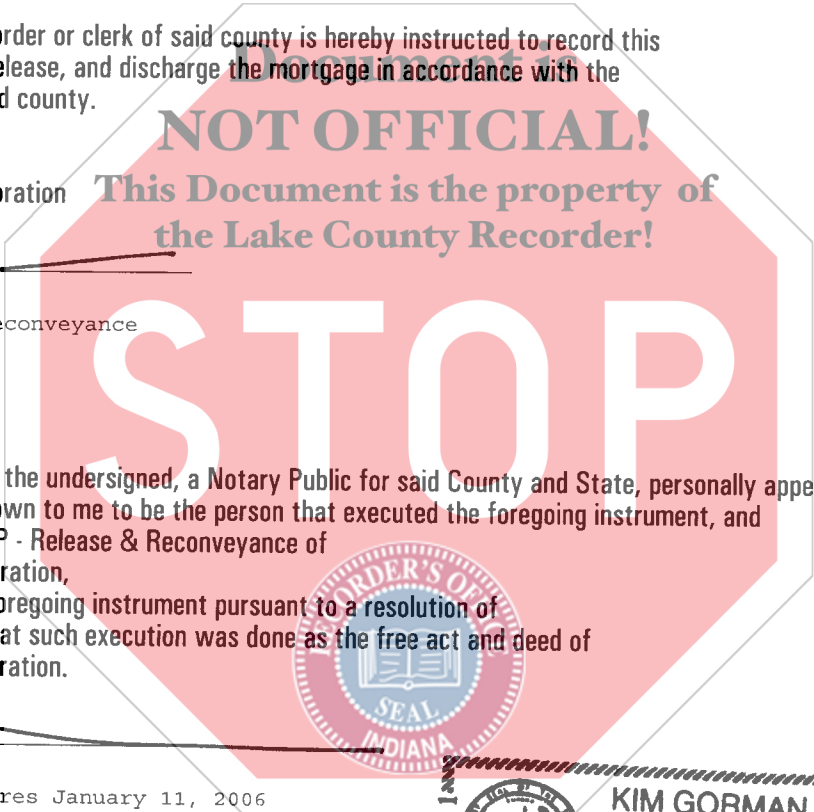 order or clerk of said county is hereby instructed to record this
elease, and discharge the mortgage in accordance with the
d county.
Document is
NOT OFFICIAL!
This Document is the property of
the Lake County Recorder!
oration
econveyance
STOP
the undersigned, a Notary Public for said County and State, personally appe
own to me to be the person that executed the foregoing instrument, and
P - Release & Reconveyance of
ration,
oregoing instrument pursuant to a resolution of
at such execution was done as the free act and deed of
ration.
RECORDER'S OFFICE
SEAL
INDIANA
res January 11, 2006
KIM GORMAN